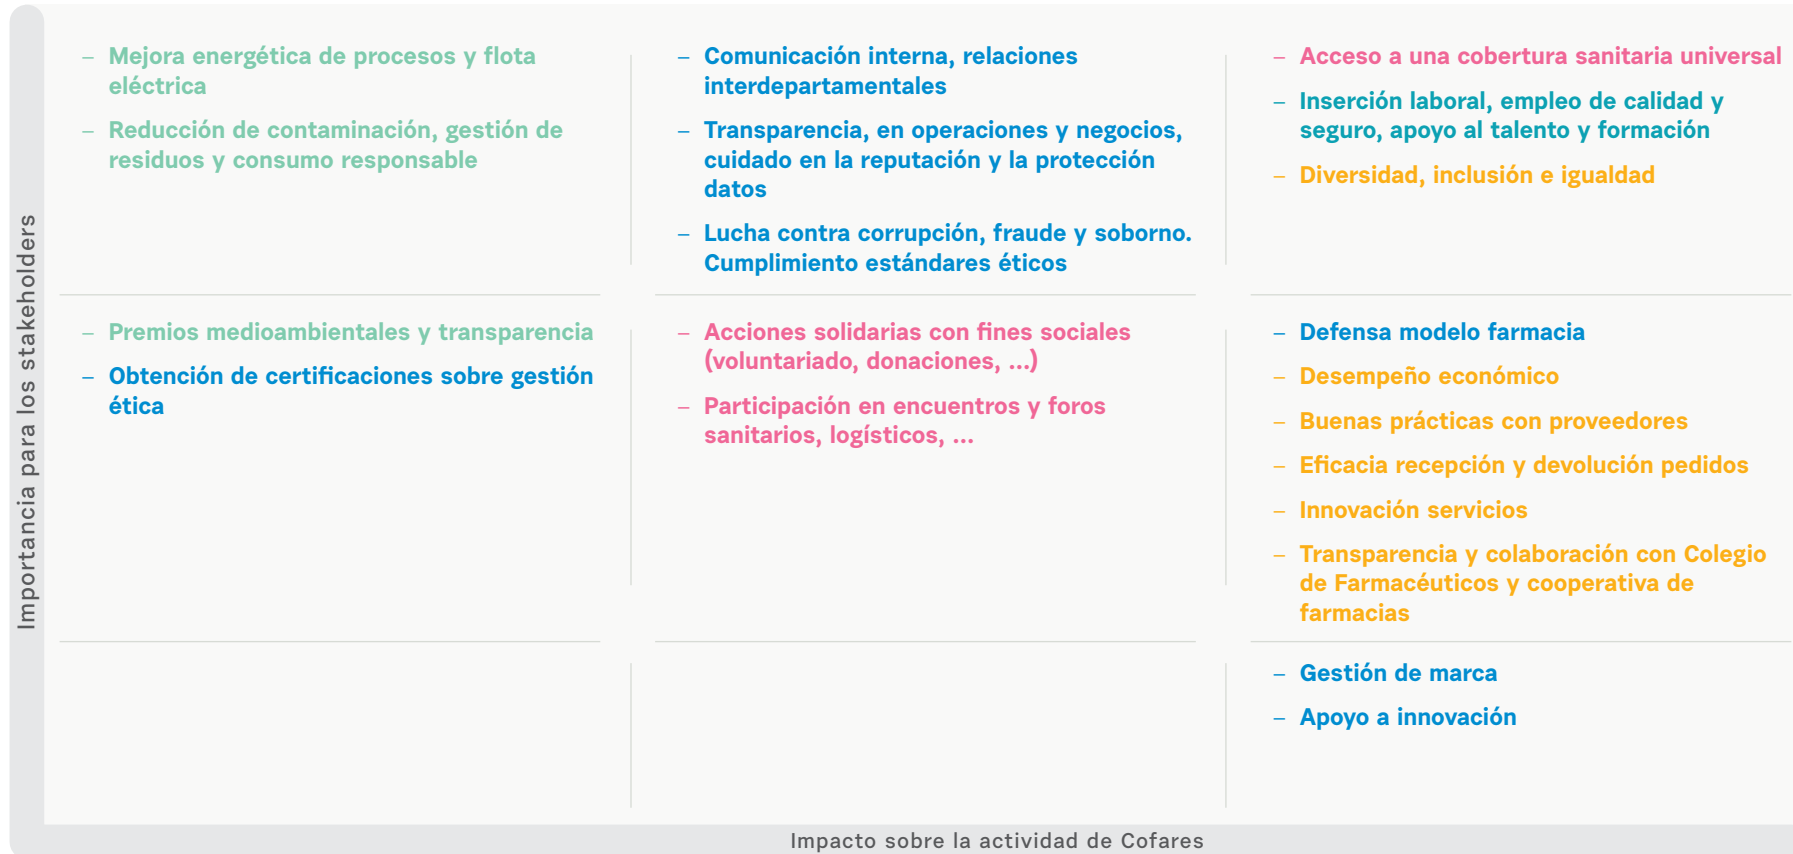 Importancia para los stakeholders
– Mejora energética de procesos y flota
eléctrica
– Reducción de contaminación, gestión de
residuos y consumo responsable
– Comunicación interna, relaciones
interdepartamentales
– Transparencia, en operaciones y negocios,
cuidado en la reputación y la protección
datos
– Lucha contra corrupción, fraude y soborno.
Cumplimiento estándares éticos
– Acceso a una cobertura sanitaria universal
– Inserción laboral, empleo de calidad y
seguro, apoyo al talento y formación
– Diversidad, inclusión e igualdad
– Premios medioambientales y transparencia
– Obtención de certificaciones sobre gestión
ética
– Acciones solidarias con fines sociales
(voluntariado, donaciones, ...)
– Participación en encuentros y foros
sanitarios, logísticos, ...
– Defensa modelo farmacia
– Desempeño económico
– Buenas prácticas con proveedores
– Eficacia recepción y devolución pedidos
– Innovación servicios
– Transparencia y colaboración con Colegio
de Farmacéuticos y cooperativa de
farmacias
– Gestión de marca
– Apoyo a innovación
Impacto sobre la actividad de Cofares